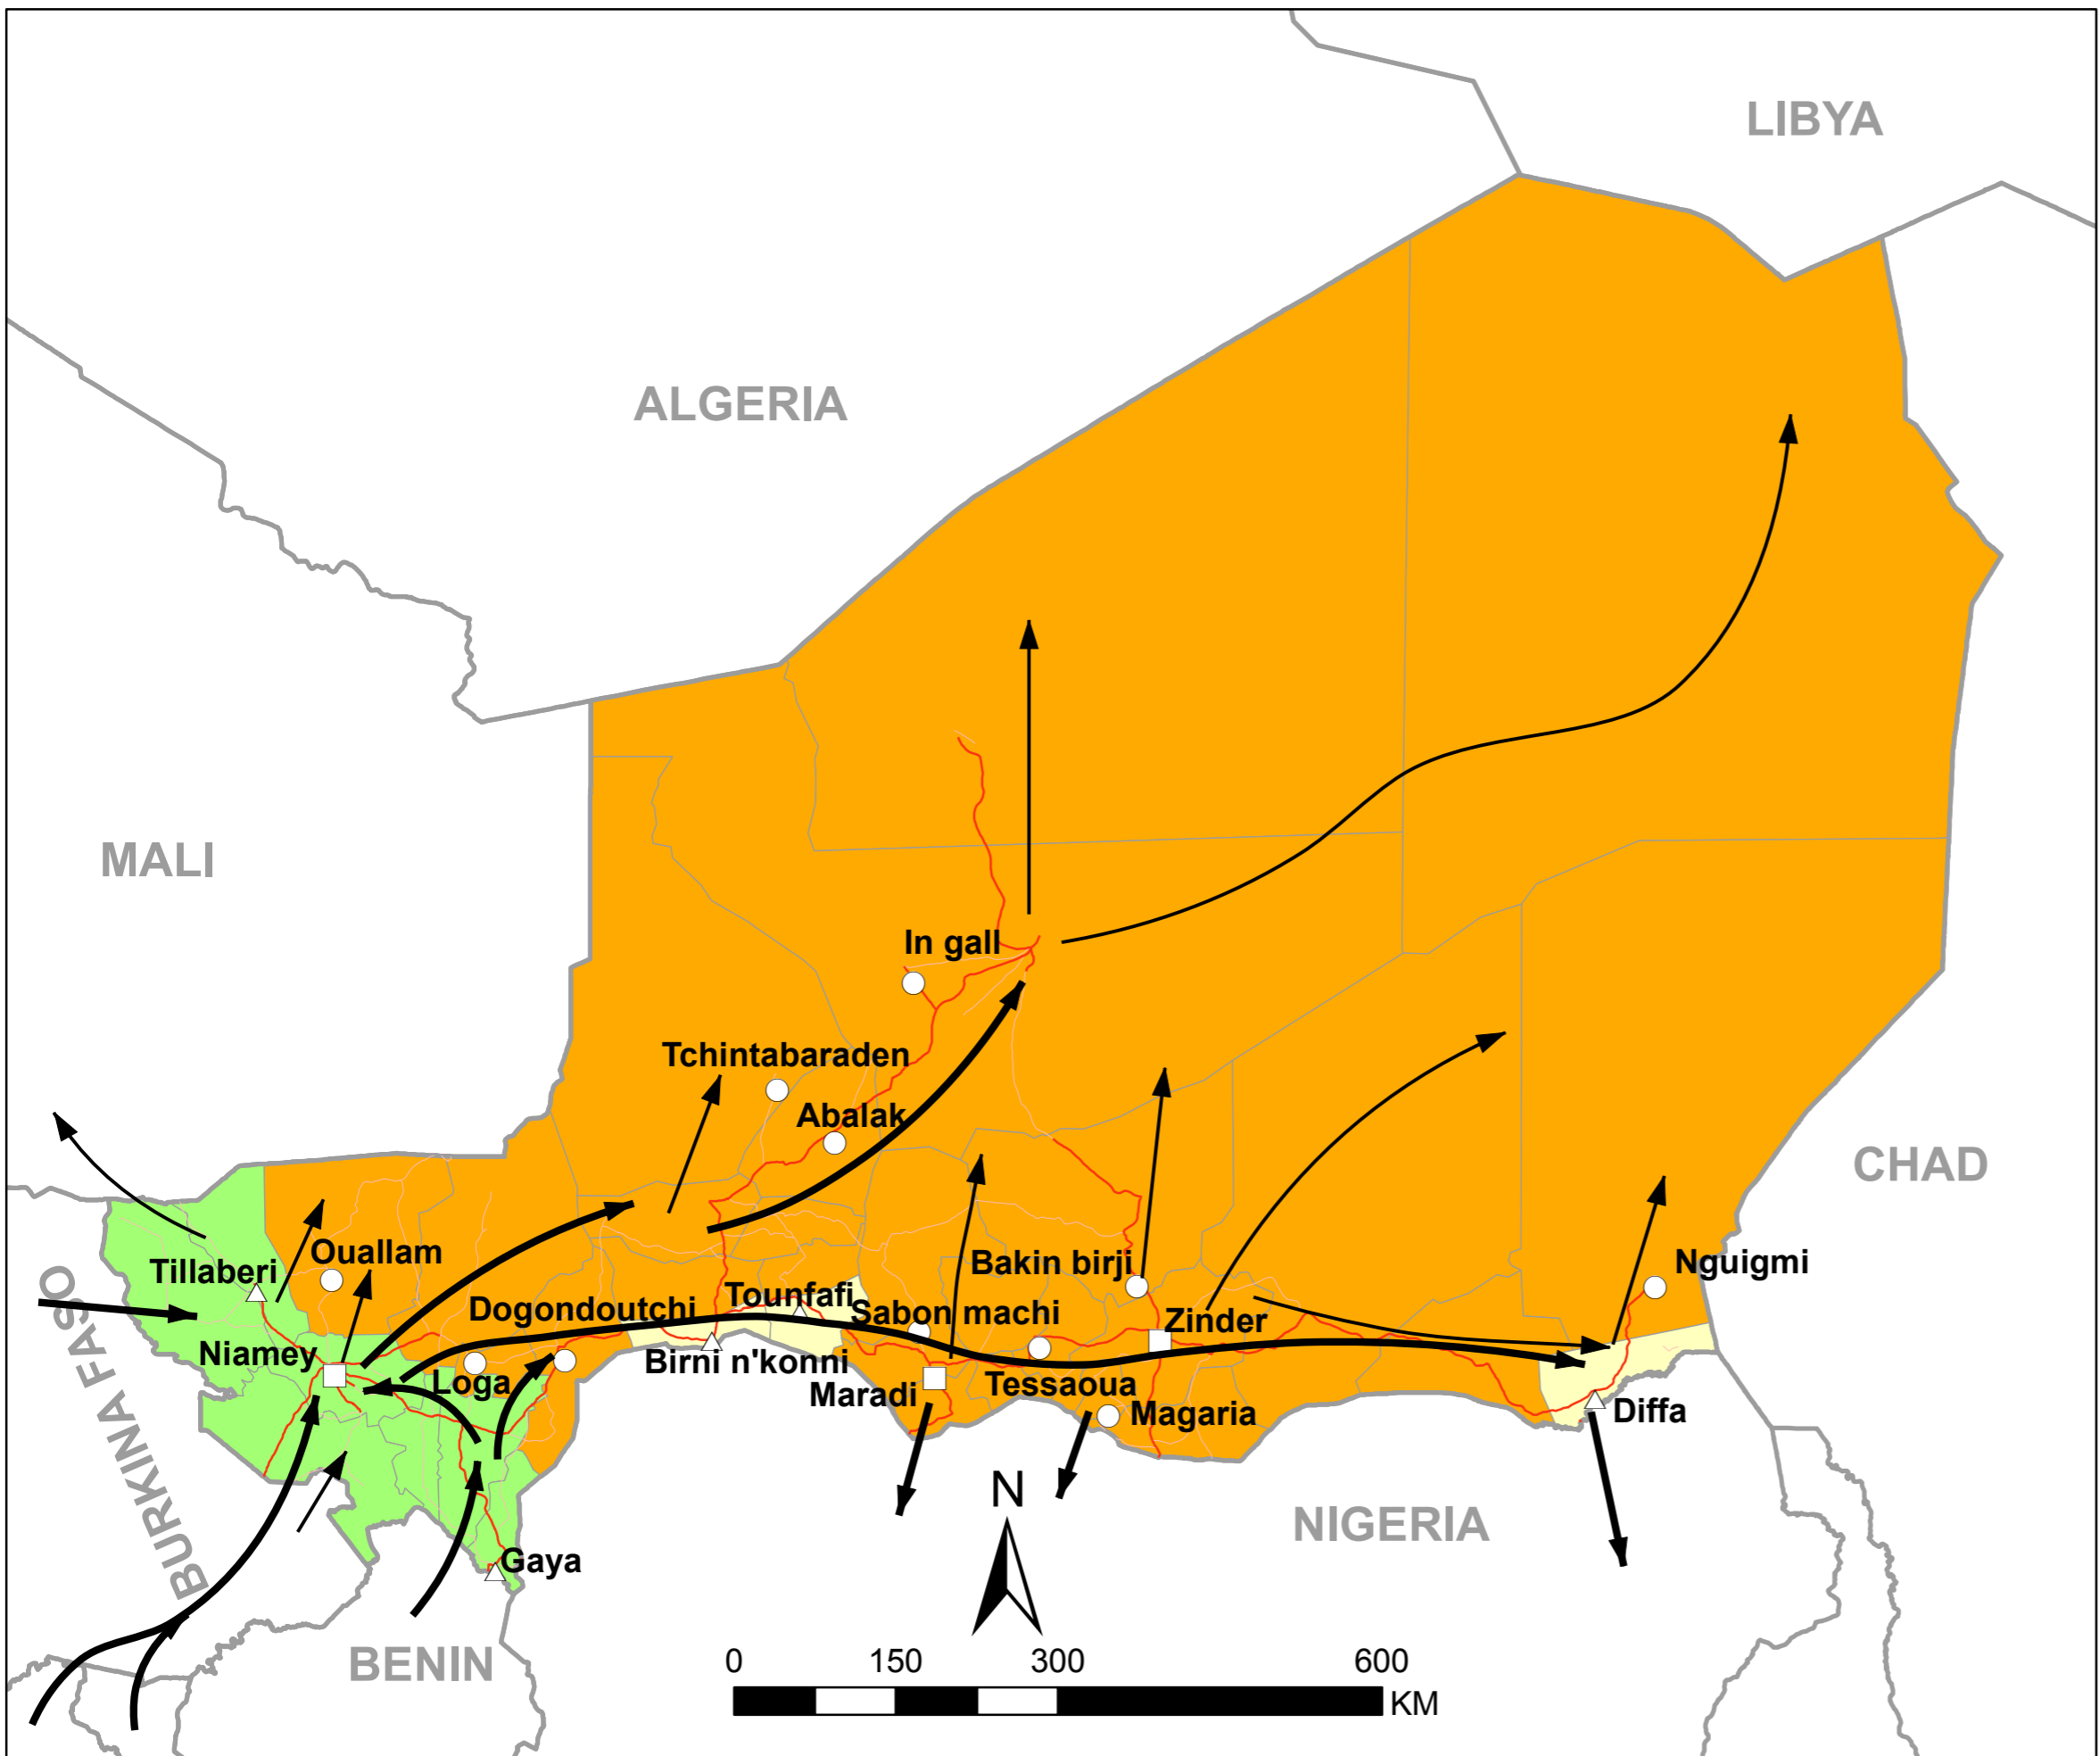 LIBYA
ALGERIA
MALI
In gall
Tchintabaraden
Abalak
CHAD
Ouallam
Tillaberi
Bakin birji
Nguigmi
Dogondoutchi
Tounfafi
Sabon machi
Zinder
BURKINA FASO
Niamey
Birni n'konni
Loga
Maradi
Tessaoua
Magaria
Diffa
N
NIGERIA
Gaya
BENIN
0 150 300 600
KM